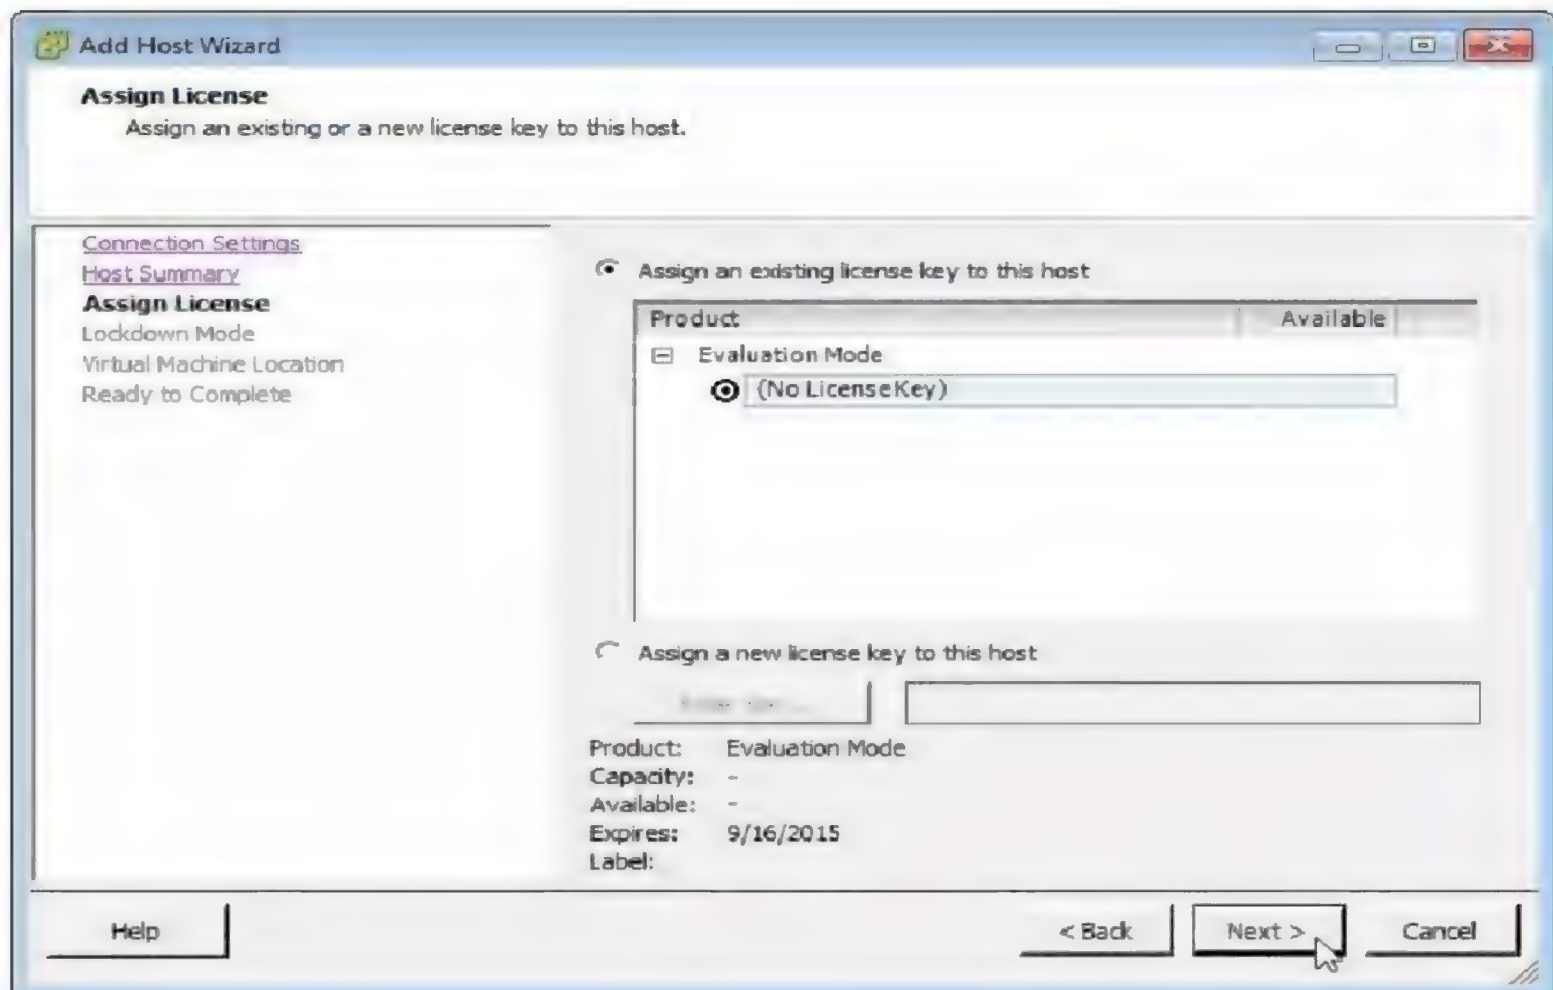 Add Host Wizard
Assign License
Assign an existing or a new license key to this host.
Connection Settings
Host Summary
Assign License
Lockdown Mode
Virtual Machine Location
Ready to Complete
Assign an existing license key to this host
Product Available
Evaluation Mode
(No License Key)
Assign a new license key to this host
Product: Evaluation Mode
Capacity: -
Available: -
Expires: 9/16/2015
Label:
Help < Back Next > Cancel